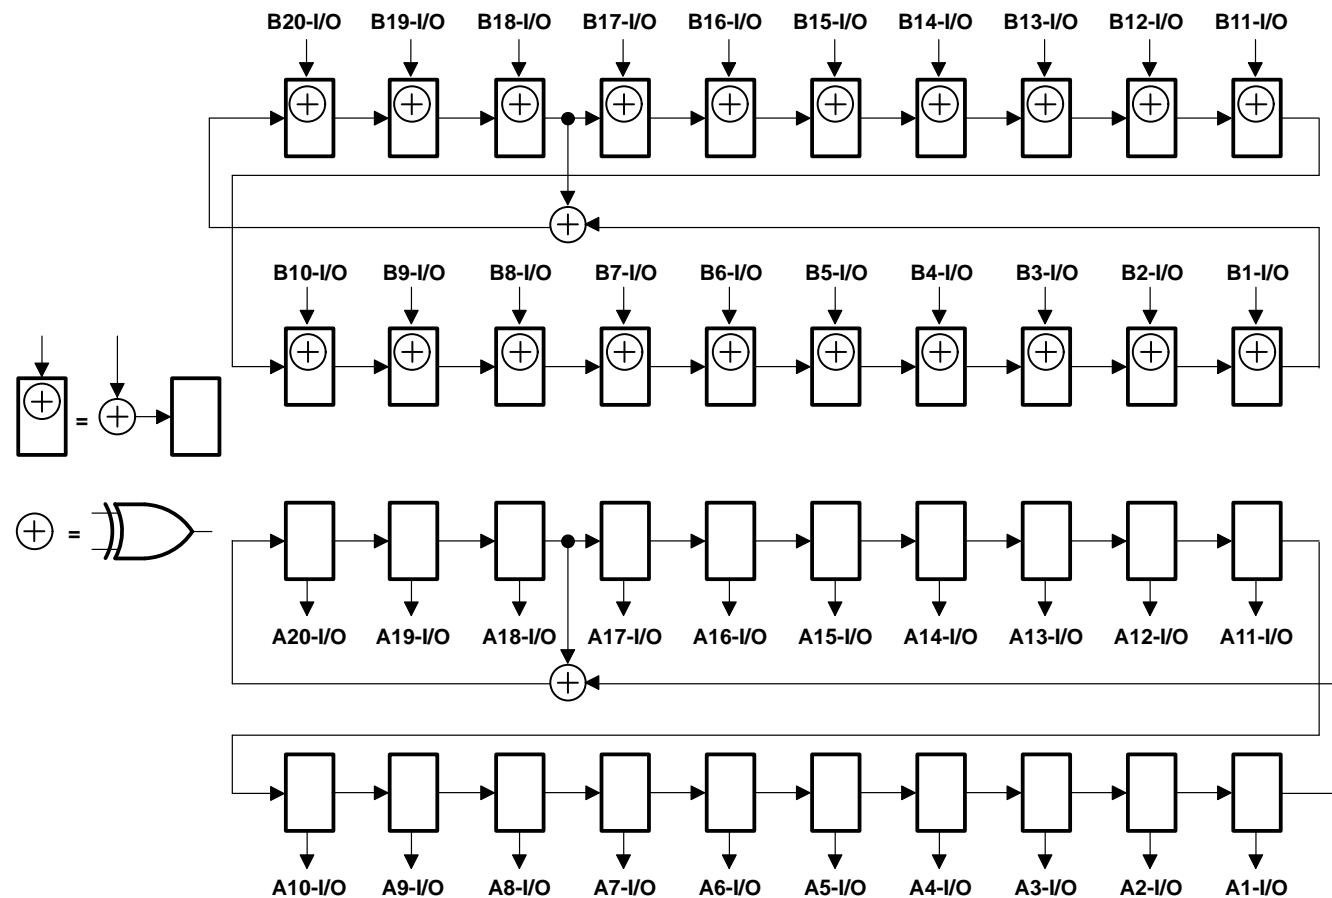 B20-I/O B19-I/O B18-I/O B17-I/O B16-I/O B15-I/O B14-I/O B13-I/O B12-I/O B11-I/O
B10-I/O B9-I/O B8-I/O B7-I/O B6-I/O B5-I/O B4-I/O B3-I/O B2-I/O B1-I/O
=
=
A20-I/O A19-I/O A18-I/O A17-I/O A16-I/O A15-I/O A14-I/O A13-I/O A12-I/O A11-I/O
A10-I/O A9-I/O A8-I/O A7-I/O A6-I/O A5-I/O A4-I/O A3-I/O A2-I/O A1-I/O